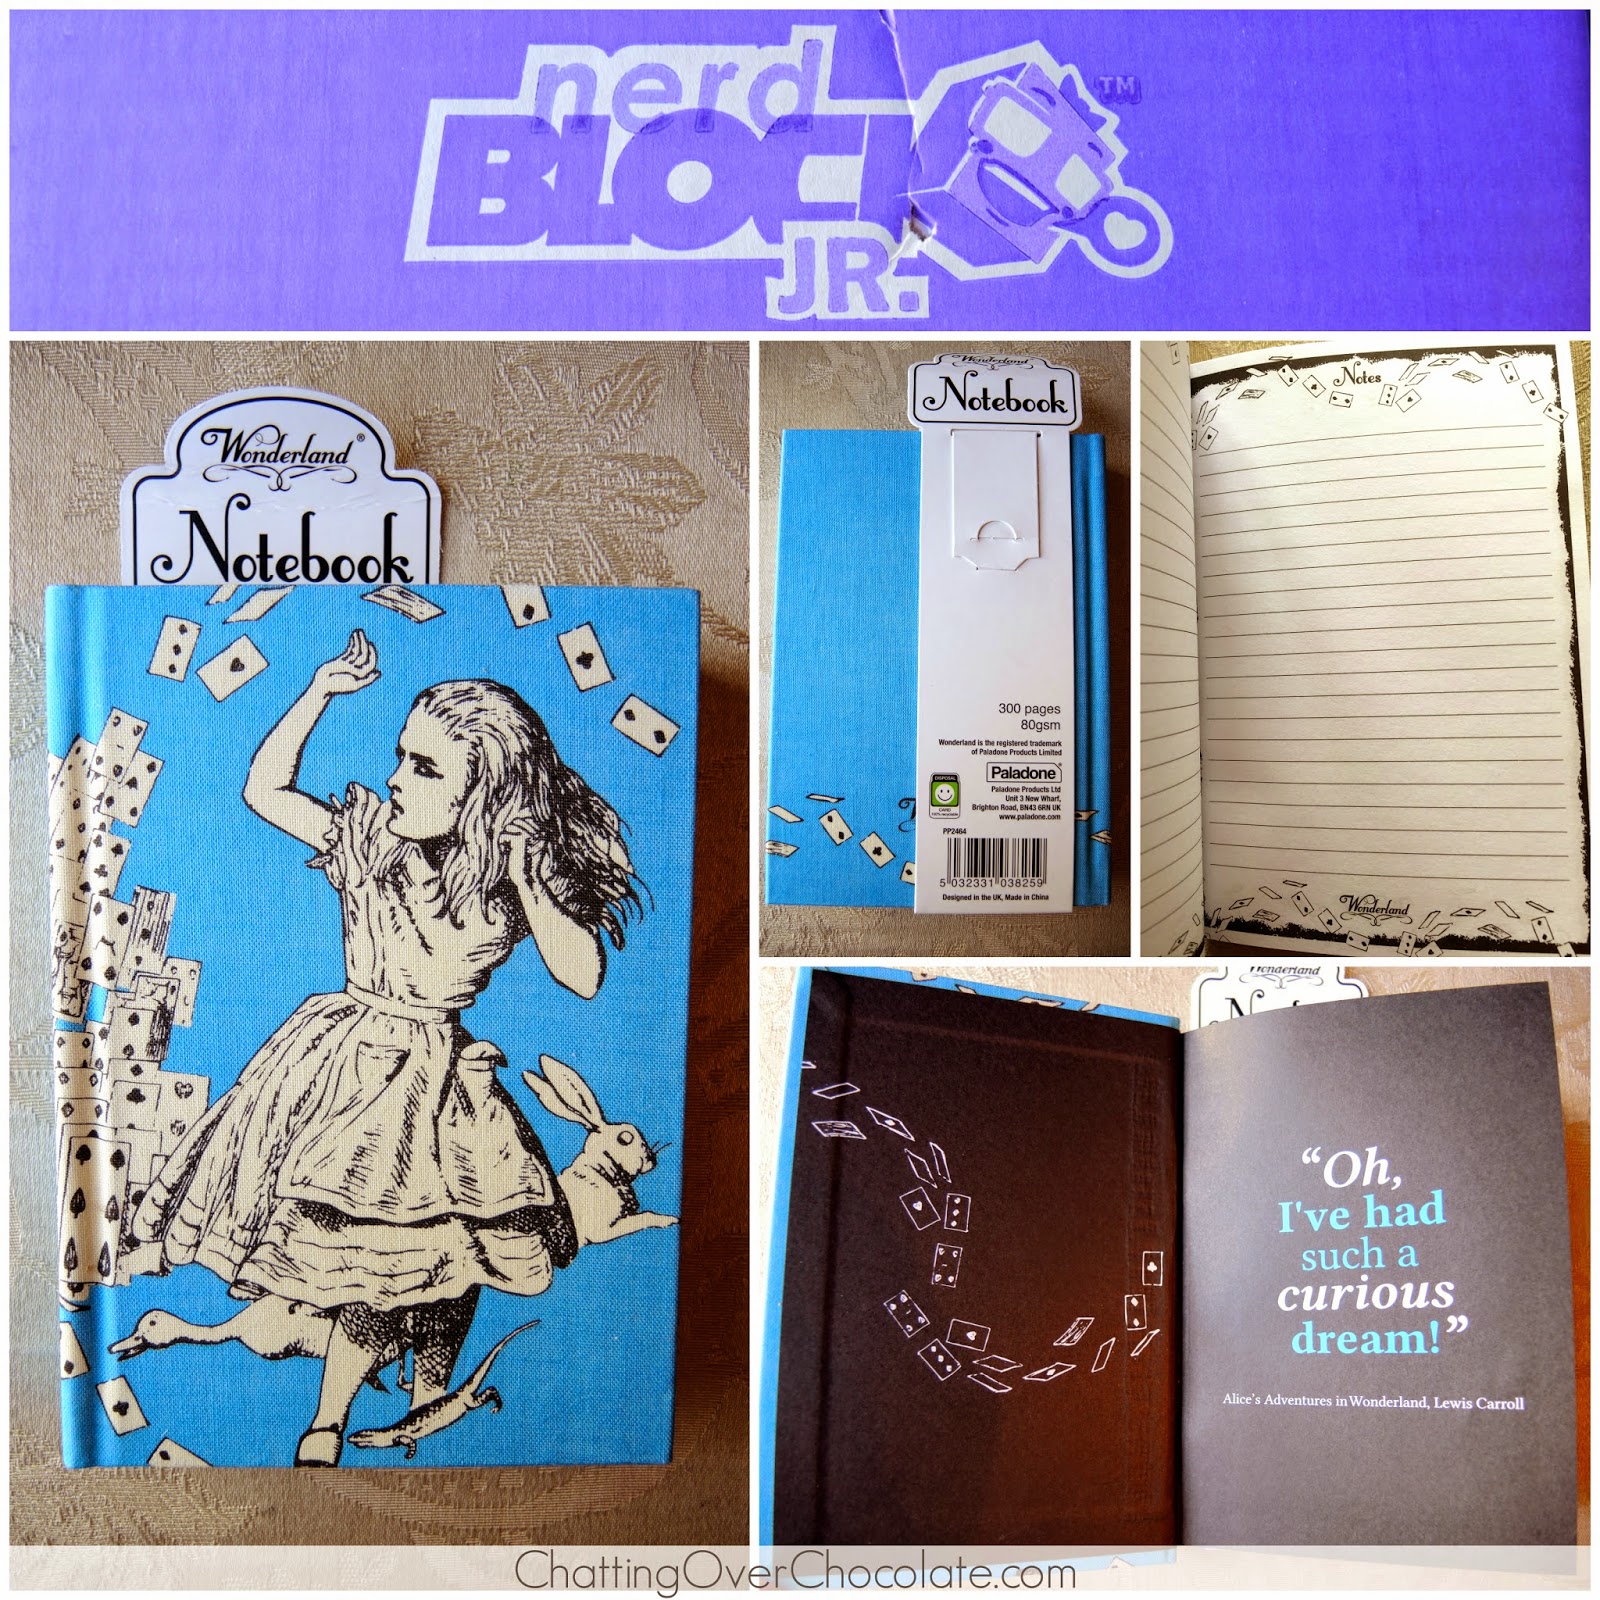 nerd
BLOCK
JR.
TM
Wonderland®
Notebook
Wonderland
Notebook
300 pages
80gsm
Wonderland is the registered trademark
of Paladone Products Limited
Paladone®
Paladone Products Ltd
Unit 3 New Wharf,
Brighton Road, BN43 6RN UK
www.paladone.com
DISPOSAL
CARD
PP2464
5 032331 038259
Designed in the UK, Made in China
Notes
Wonderland
Wonderland
“Oh,
I've had
such a
curious
dream!”
Alice's Adventures in Wonderland, Lewis Carroll
ChattingOverChocolate.com